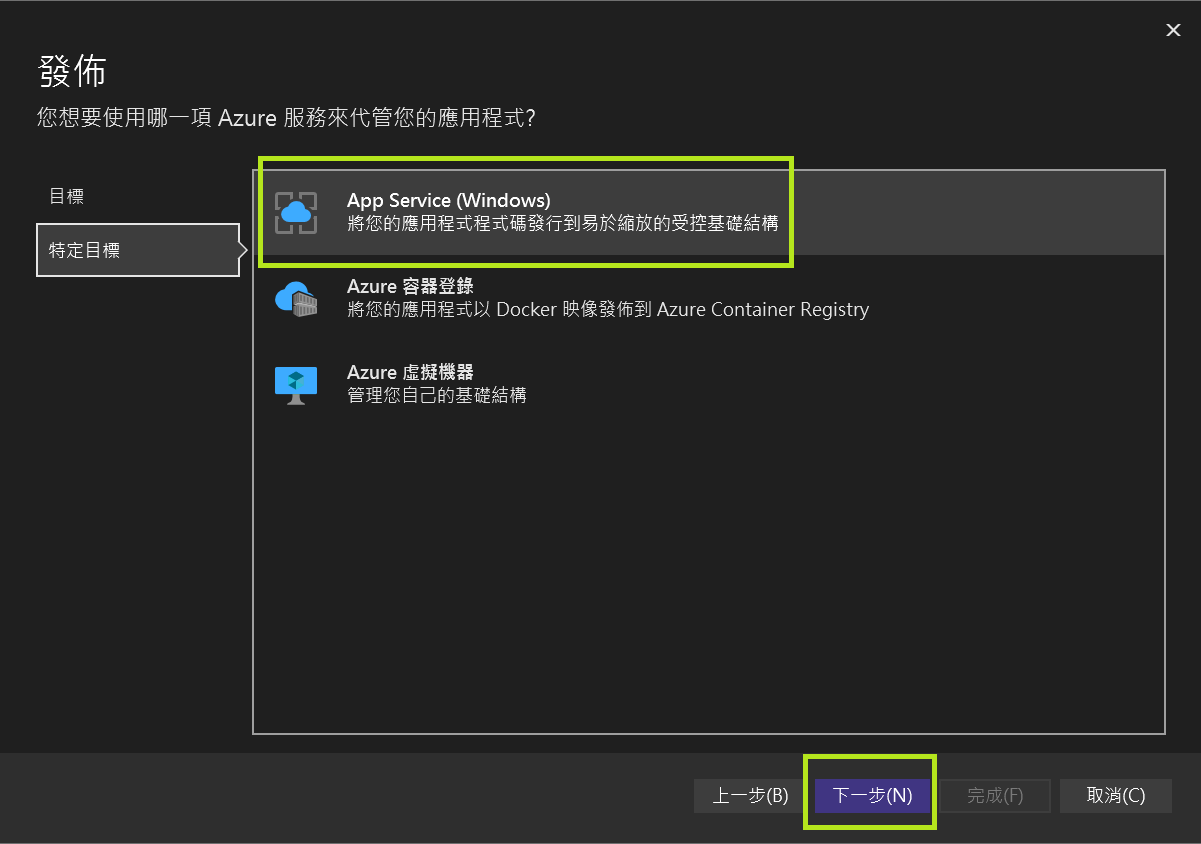 發佈
您想要使用哪一項 Azure 服務來代管您的應用程式?
目標
特定目標
App Service (Windows)
將您的應用程式程式碼發行到易於縮放的受控基礎結構
Azure 容器登錄
將您的應用程式以 Docker 映像發佈到 Azure Container Registry
Azure 虛擬機器
管理您自己的基礎結構
上一步(B)
下一步(N)
完成(F)
取消(C)